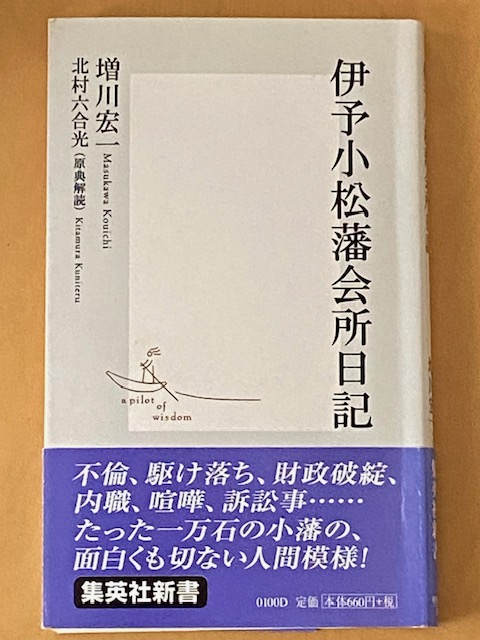 伊予小松藩会所日記
増川宏一
Masukawa Kouichi
北村六合光(原典解読)
Kitamura Kuniteru
a pilot
of
wisdom
不倫、駆け落ち、財政破綻、
内職、喧嘩、訴訟事……
たった一万石の小藩の、
面白くも切ない人間模様!
集英社新書
0100D 定価 本体660円+税